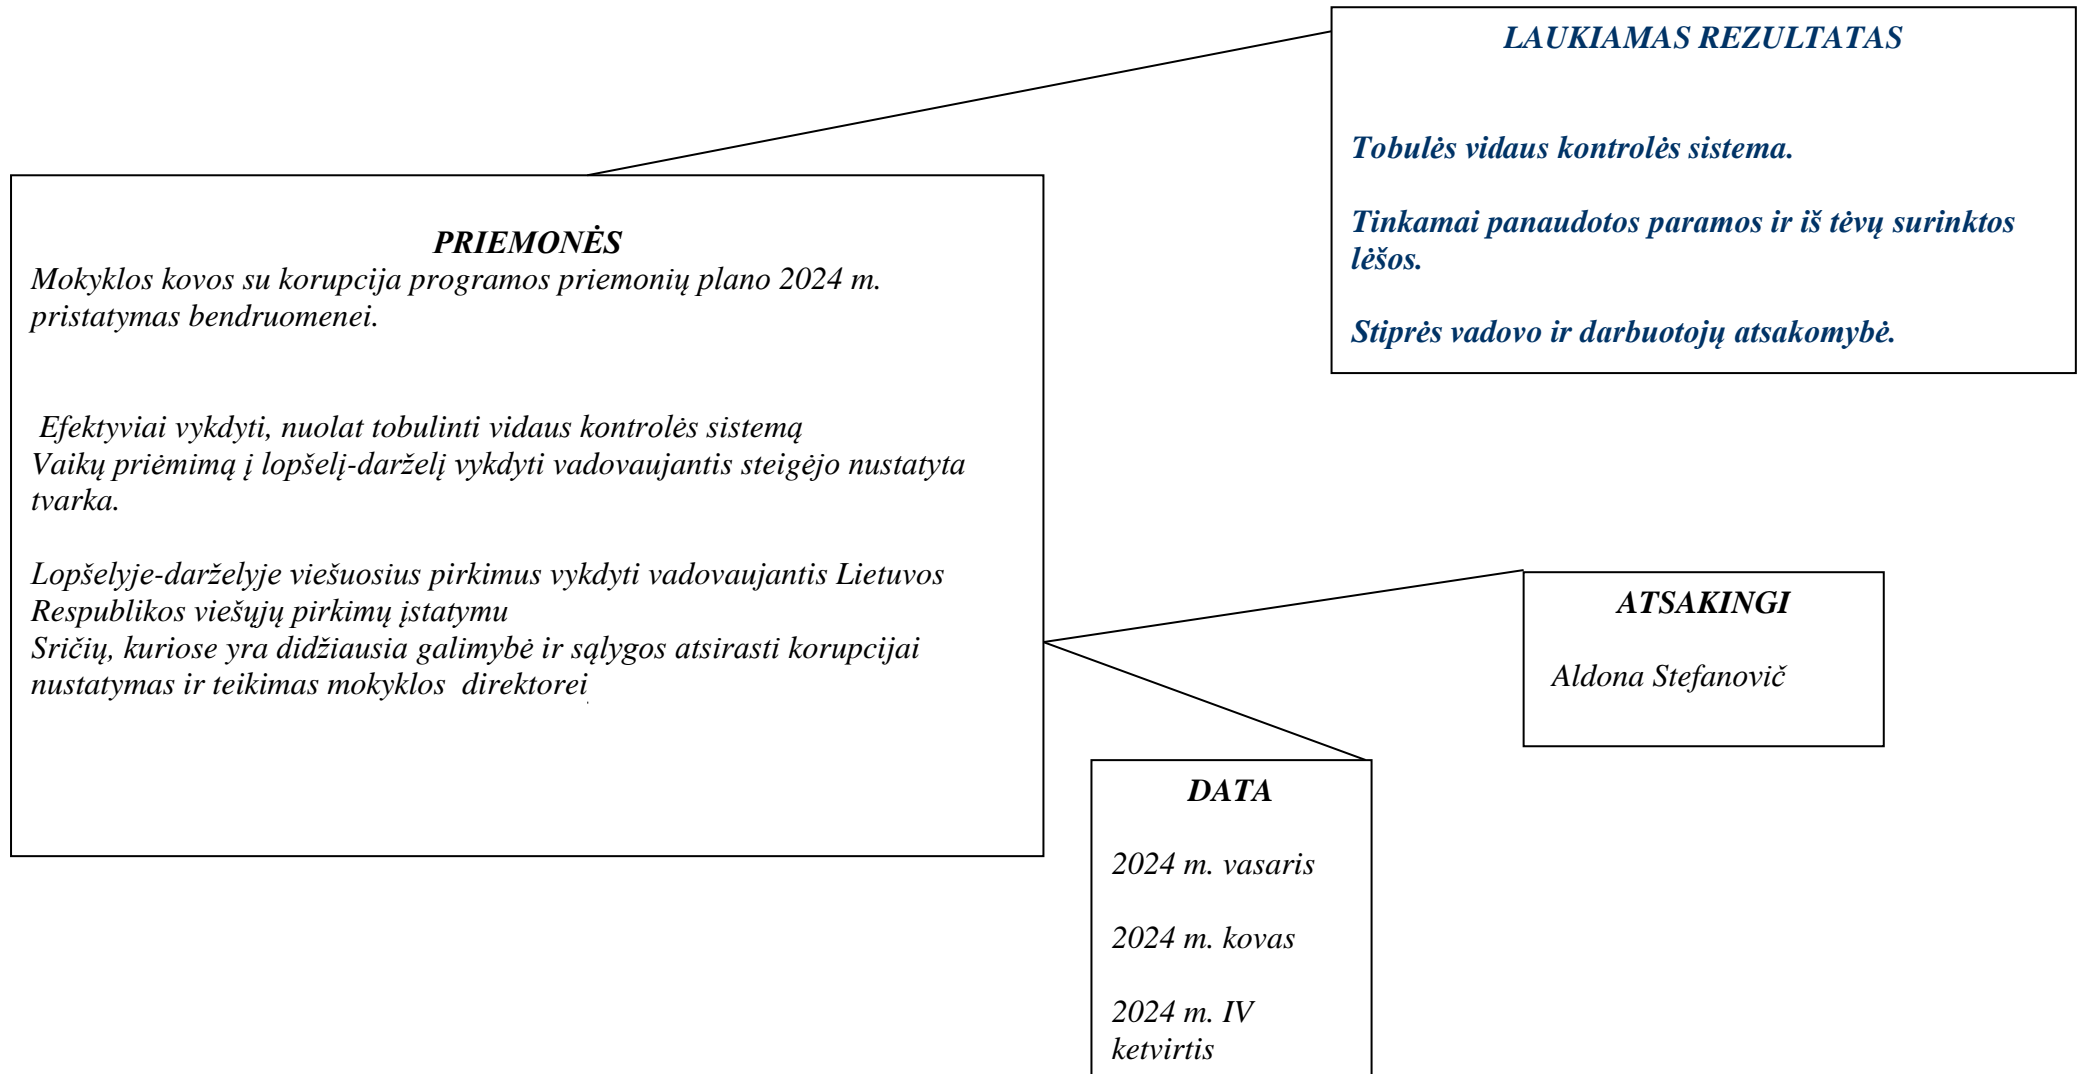 LAUKIAMAS REZULTATAS
Tobulės vidaus kontrolės sistema.
Tinkamai panaudotos paramos ir iš tėvų surinktos
lėšos.
Stiprės vadovo ir darbuotojų atsakomybė.
PRIEMONĖS
Mokyklos kovos su korupcija programos priemonių plano 2024 m.
pristatymas bendruomenei.
Efektyviai vykdyti, nuolat tobulinti vidaus kontrolės sistemą
Vaikų priėmimą į lopšelį-darželį vykdyti vadovaujantis steigėjo nustatyta
tvarka.
Lopšelyje-darželyje viešuosius pirkimus vykdyti vadovaujantis Lietuvos
Respublikos viešųjų pirkimų įstatymu
Sričių, kuriose yra didžiausia galimybė ir sąlygos atsirasti korupcijai
nustatymas ir teikimas mokyklos direktorei
ATSAKINGI
Aldona Stefanovič
DATA
2024 m. vasaris
2024 m. kovas
2024 m. IV
ketvirtis